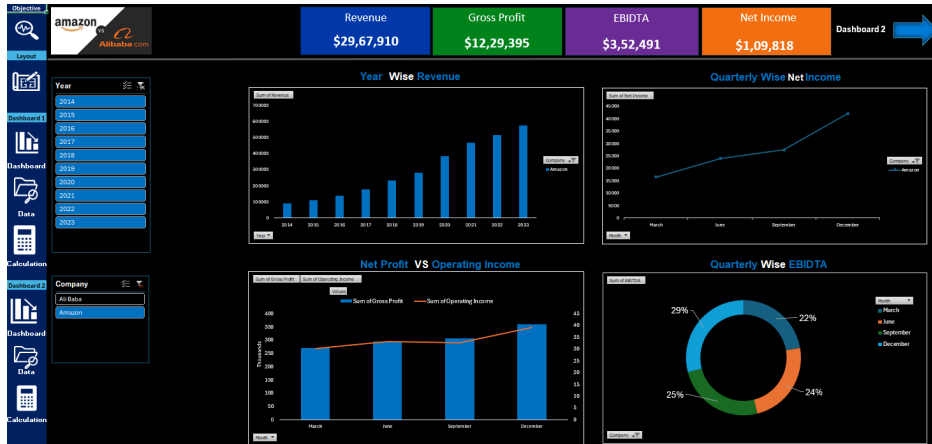 Objective
Layout
Dashboard 1
Dashboard
Data
Calculation
Dashboard 2
Dashboard
Data
Calculation
amazon
vs
Alibaba.com
Revenue
$29,67,910
Gross Profit
$12,29,395
EBIDTA
$3,52,491
Net Income
$1,09,818
Dashboard 2
Year
2014
2015
2016
2017
2018
2019
2020
2021
2022
2023
Company
Ali Baba
Amazon
Year Wise Revenue
Sum of Revenue
700000
600000
500000
400000
300000
200000
100000
0
2014 2015 2016 2017 2018 2019 2020 2021 2022 2023
Company
Amazon
Year
Quarterly Wise Net Income
Sum of Net Income
45000
40000
35000
30000
25000
20000
15000
10000
5000
0
March June September December
Company
Amazon
Month
Net Profit VS Operating Income
Sum of Gross Profit Sum of Operating Income
Values
Sum of Gross Profit Sum of Operating Income
Thousands
400
350
300
250
200
150
100
50
0
45
40
35
30
25
20
15
10
5
0
March June September December
Month
Quarterly Wise EBIDTA
Sum of EBITDA
29%
22%
25%
24%
Month
March
June
September
December
Company